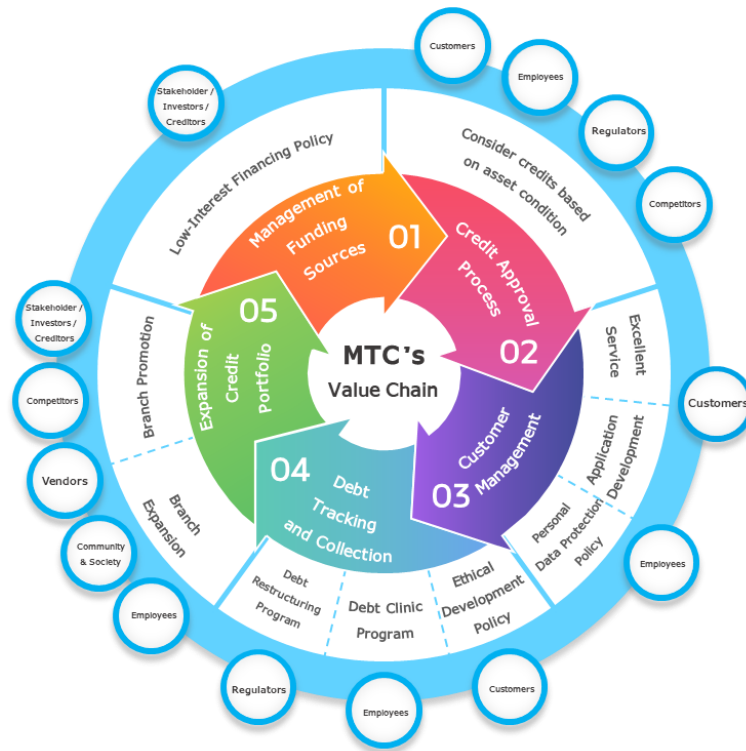 MTC's
Value Chain
01
Management of
Funding
Sources
Low-Interest Financing Policy
Stakeholder /
Investors /
Creditors
02
Credit Approval
Process
Consider credits based
on asset condition
Customers
Employees
Regulators
Competitors
03
Customer
Management
Excellent
Service
Application
Development
Personal
Data Protection
Policy
Customers
Employees
04
Debt
Tracking
and Collection
Ethical
Development
Policy
Debt Clinic
Program
Debt
Restructuring
Program
Customers
Employees
Regulators
05
Expansion of
Credit
Portfolio
Branch
Expansion
Branch Promotion
Employees
Community
& Society
Vendors
Competitors
Stakeholder /
Investors /
Creditors